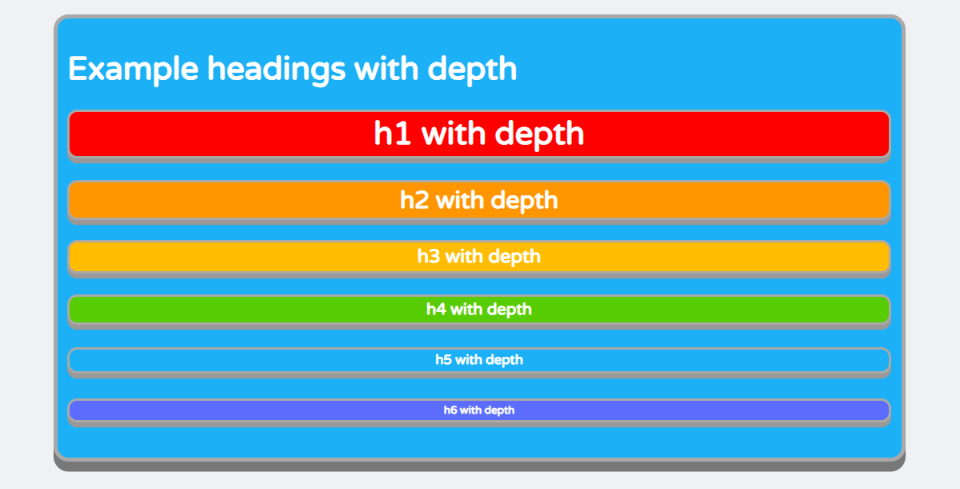 Example headings with depth
h1 with depth
h2 with depth
h3 with depth
h4 with depth
h5 with depth
h6 with depth